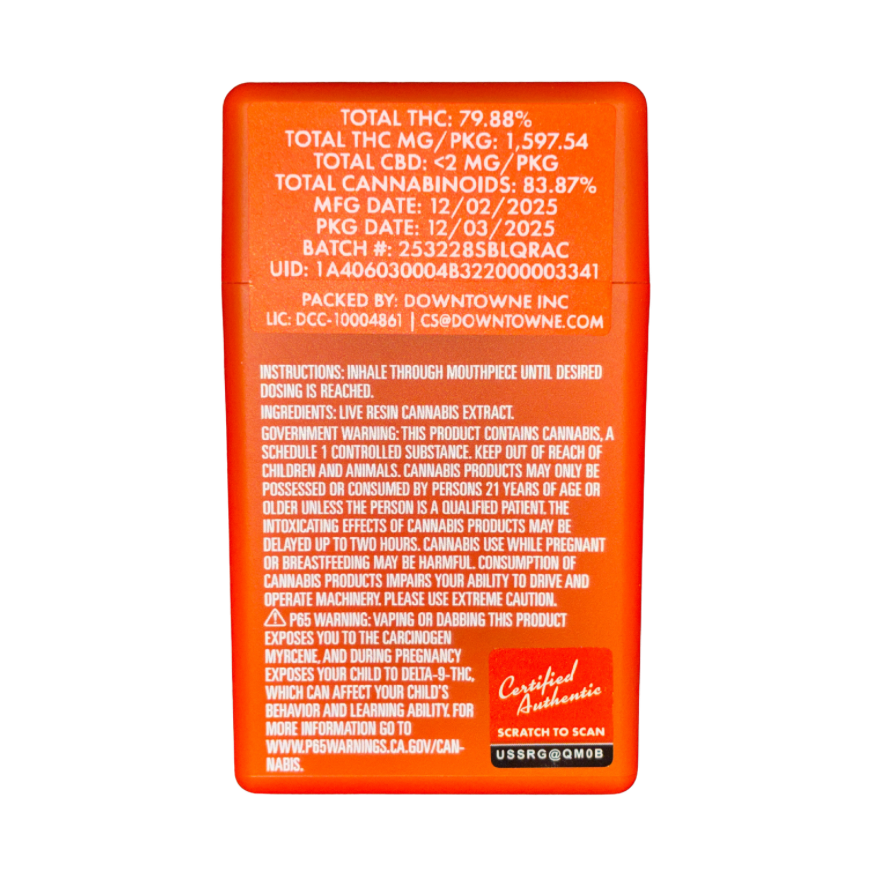 TOTAL THC: 79.88%
TOTAL THC MG/PKG: 1,597.54
TOTAL CBD: <2 MG/PKG
TOTAL CANNABINOIDS: 83.87%
MFG DATE: 12/02/2025
PKG DATE: 12/03/2025
BATCH #: 253228SBLQRAC
UID: 1A406030004B322000003341
PACKED BY: DOWNTOWNE INC
LIC: DCC-10004861 | CS@DOWNTOWNE.COM
INSTRUCTIONS: INHALE THROUGH MOUTHPIECE UNTIL DESIRED
DOSING IS REACHED.
INGREDIENTS: LIVE RESIN CANNABIS EXTRACT.
GOVERNMENT WARNING: THIS PRODUCT CONTAINS CANNABIS, A
SCHEDULE 1 CONTROLLED SUBSTANCE. KEEP OUT OF REACH OF
CHILDREN AND ANIMALS. CANNABIS PRODUCTS MAY ONLY BE
POSSESSED OR CONSUMED BY PERSONS 21 YEARS OF AGE OR
OLDER UNLESS THE PERSON IS A QUALIFIED PATIENT. THE
INTOXICATING EFFECTS OF CANNABIS PRODUCTS MAY BE
DELAYED UP TO TWO HOURS. CANNABIS USE WHILE PREGNANT
OR BREASTFEEDING MAY BE HARMFUL. CONSUMPTION OF
CANNABIS PRODUCTS IMPAIRS YOUR ABILITY TO DRIVE AND
OPERATE MACHINERY. PLEASE USE EXTREME CAUTION.
⚠ P65 WARNING: VAPING OR DABBING THIS PRODUCT
EXPOSES YOU TO THE CARCINOGEN
MYRCENE, AND DURING PREGNANCY
EXPOSES YOUR CHILD TO DELTA-9-THC,
WHICH CAN AFFECT YOUR CHILD'S
BEHAVIOR AND LEARNING ABILITY. FOR
MORE INFORMATION GO TO
WWW.P65WARNINGS.CA.GOV/CAN-
NABIS.
Certified
Authentic
SCRATCH TO SCAN
USSRG@QM0B